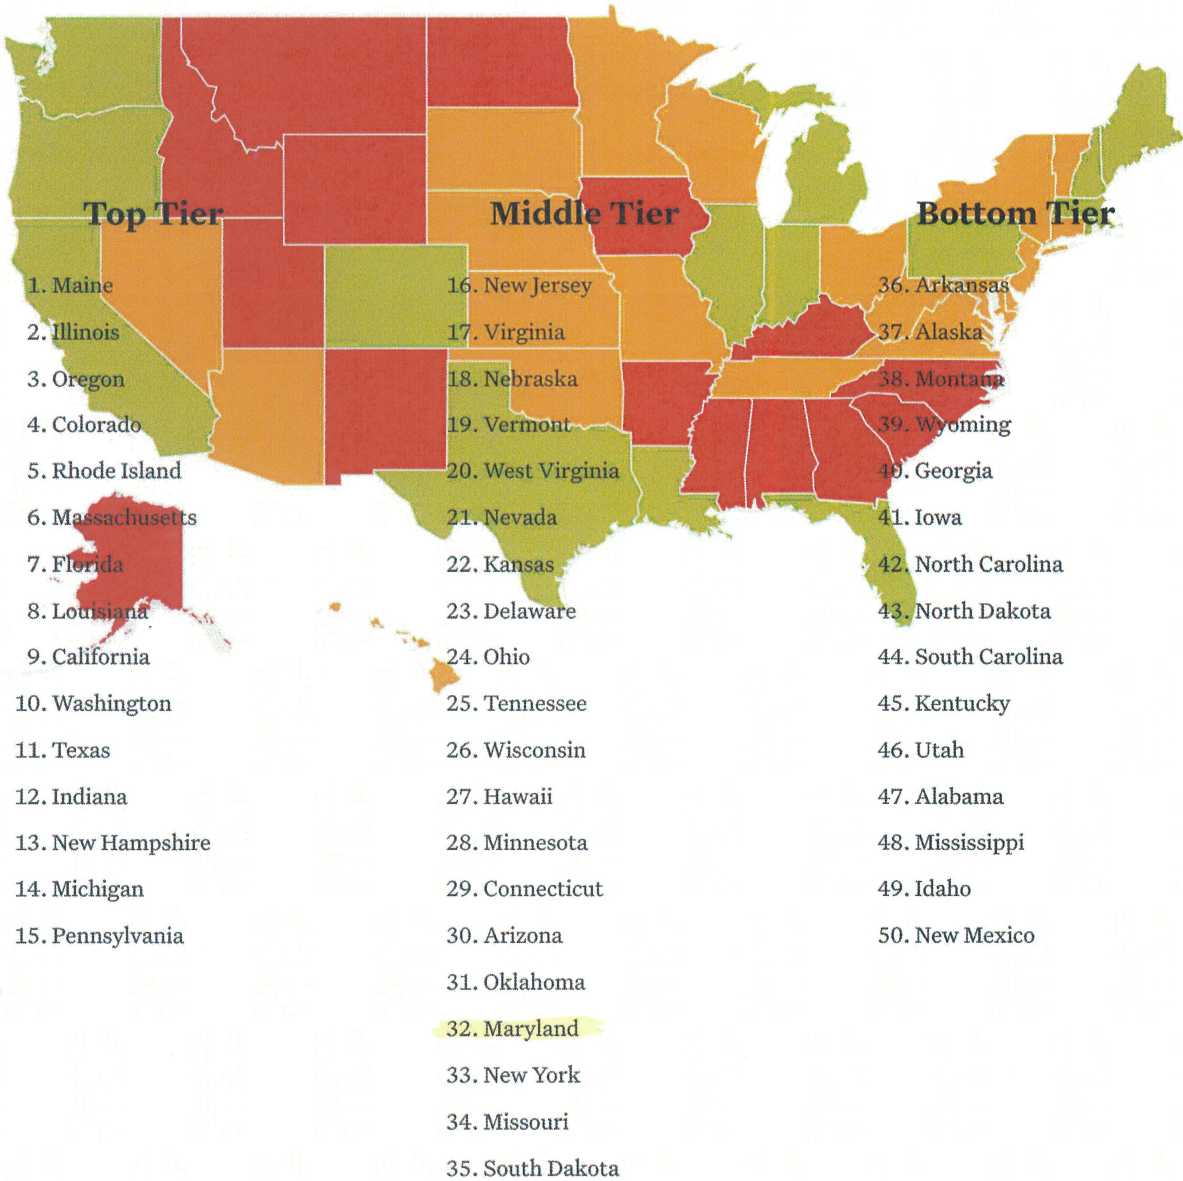 Top Tier
1. Maine
2. Illinois
3. Oregon
4. Colorado
5. Rhode Island
6. Massachusetts
7. Florida
8. Louisiana
9. California
10. Washington
11. Texas
12. Indiana
13. New Hampshire
14. Michigan
15. Pennsylvania
Middle Tier
16. New Jersey
17. Virginia
18. Nebraska
19. Vermont
20. West Virginia
21. Nevada
22. Kansas
23. Delaware
24. Ohio
25. Tennessee
26. Wisconsin
27. Hawaii
28. Minnesota
29. Connecticut
30. Arizona
31. Oklahoma
32. Maryland
33. New York
34. Missouri
35. South Dakota
Bottom Tier
36. Arkansas
37. Alaska
38. Montana
39. Wyoming
40. Georgia
41. Iowa
42. North Carolina
43. North Dakota
44. South Carolina
45. Kentucky
46. Utah
47. Alabama
48. Mississippi
49. Idaho
50. New Mexico